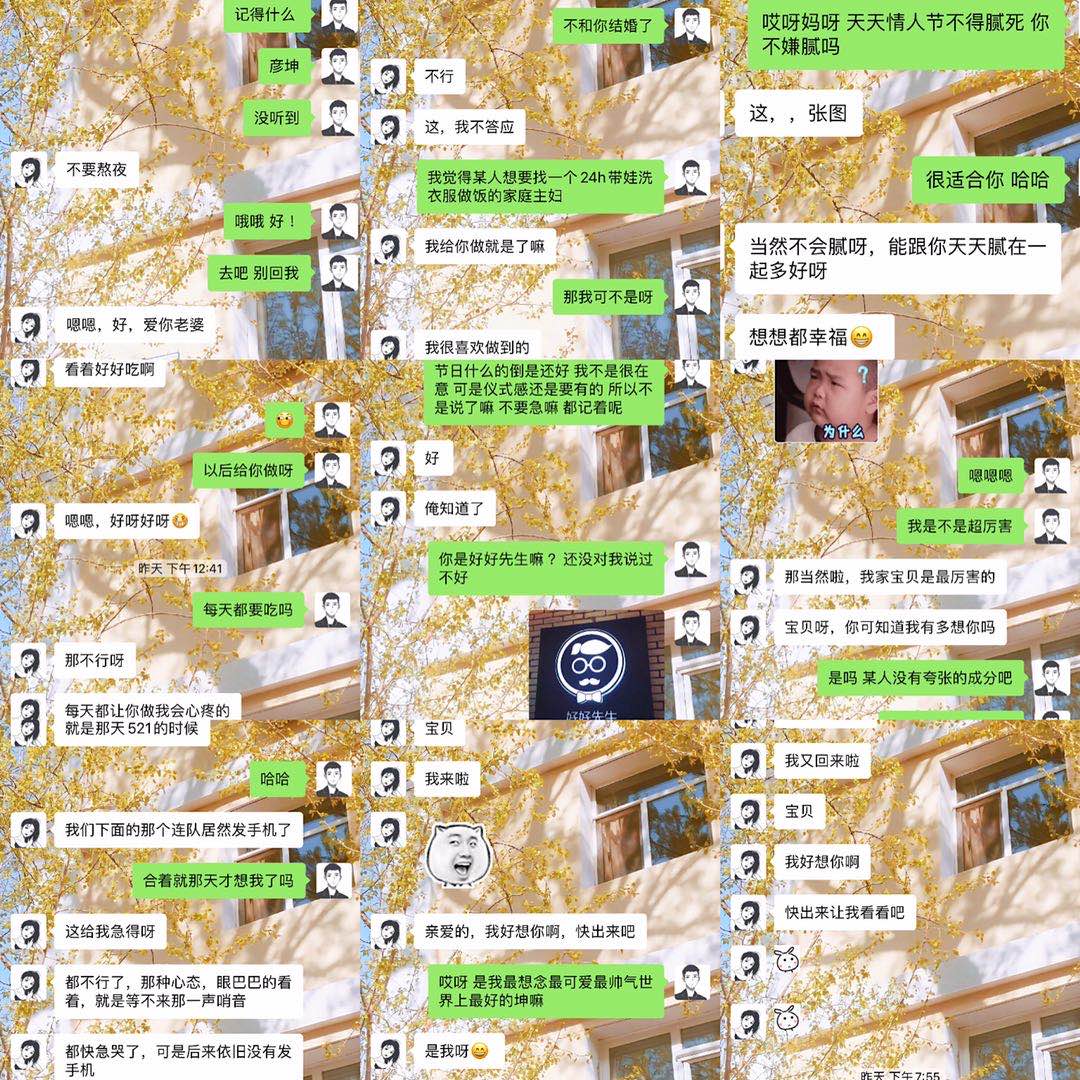 记得什么
彦坤
没听到
不要熬夜
哦哦 好！
去吧 别回我
嗯嗯，好，爱你老婆
不和你结婚了
不行
这，我不答应
我觉得某人想要找一个24h带娃洗
衣服做饭的家庭主妇
我给你做就是了嘛
那我可不是呀
我很喜欢做到的
哎呀妈呀 天天情人节不得腻死 你
不嫌腻吗
这，，张图
很适合你 哈哈
当然不会腻呀，能跟你天天腻在一
起多好呀
想想都幸福
看着好好吃啊
以后给你做呀
嗯嗯，好呀好呀
昨天 下午12:41
每天都要吃吗
那不行呀
每天都让你做我会心疼的
就是那天521的时候
节日什么的倒是还好 我不是很在
意 可是仪式感还是要有的 所以不
是说了嘛 不要急嘛 都记着呢
好
俺知道了
你是好好先生嘛？还没对我说过
不好
好好先生
?
为什么
嗯嗯嗯
我是不是超厉害
那当然啦，我家宝贝是最厉害的
宝贝呀，你可知道我有多想你吗
是吗 某人没有夸张的成分吧
哈哈
我们下面的那个连队居然发手机了
合着就那天才想我了吗
这给我急得呀
都不行了，那种心态，眼巴巴的看
着，就是等不来那一声哨音
都快急哭了，可是后来依旧没有发
手机
宝贝
我来啦
亲爱的，我好想你啊，快出来吧
哎呀 是我最想念最可爱最帅气世
界上最好的坤嘛
是我呀
我又回来啦
宝贝
我好想你啊
快出来让我看看吧
昨天 下午7:55